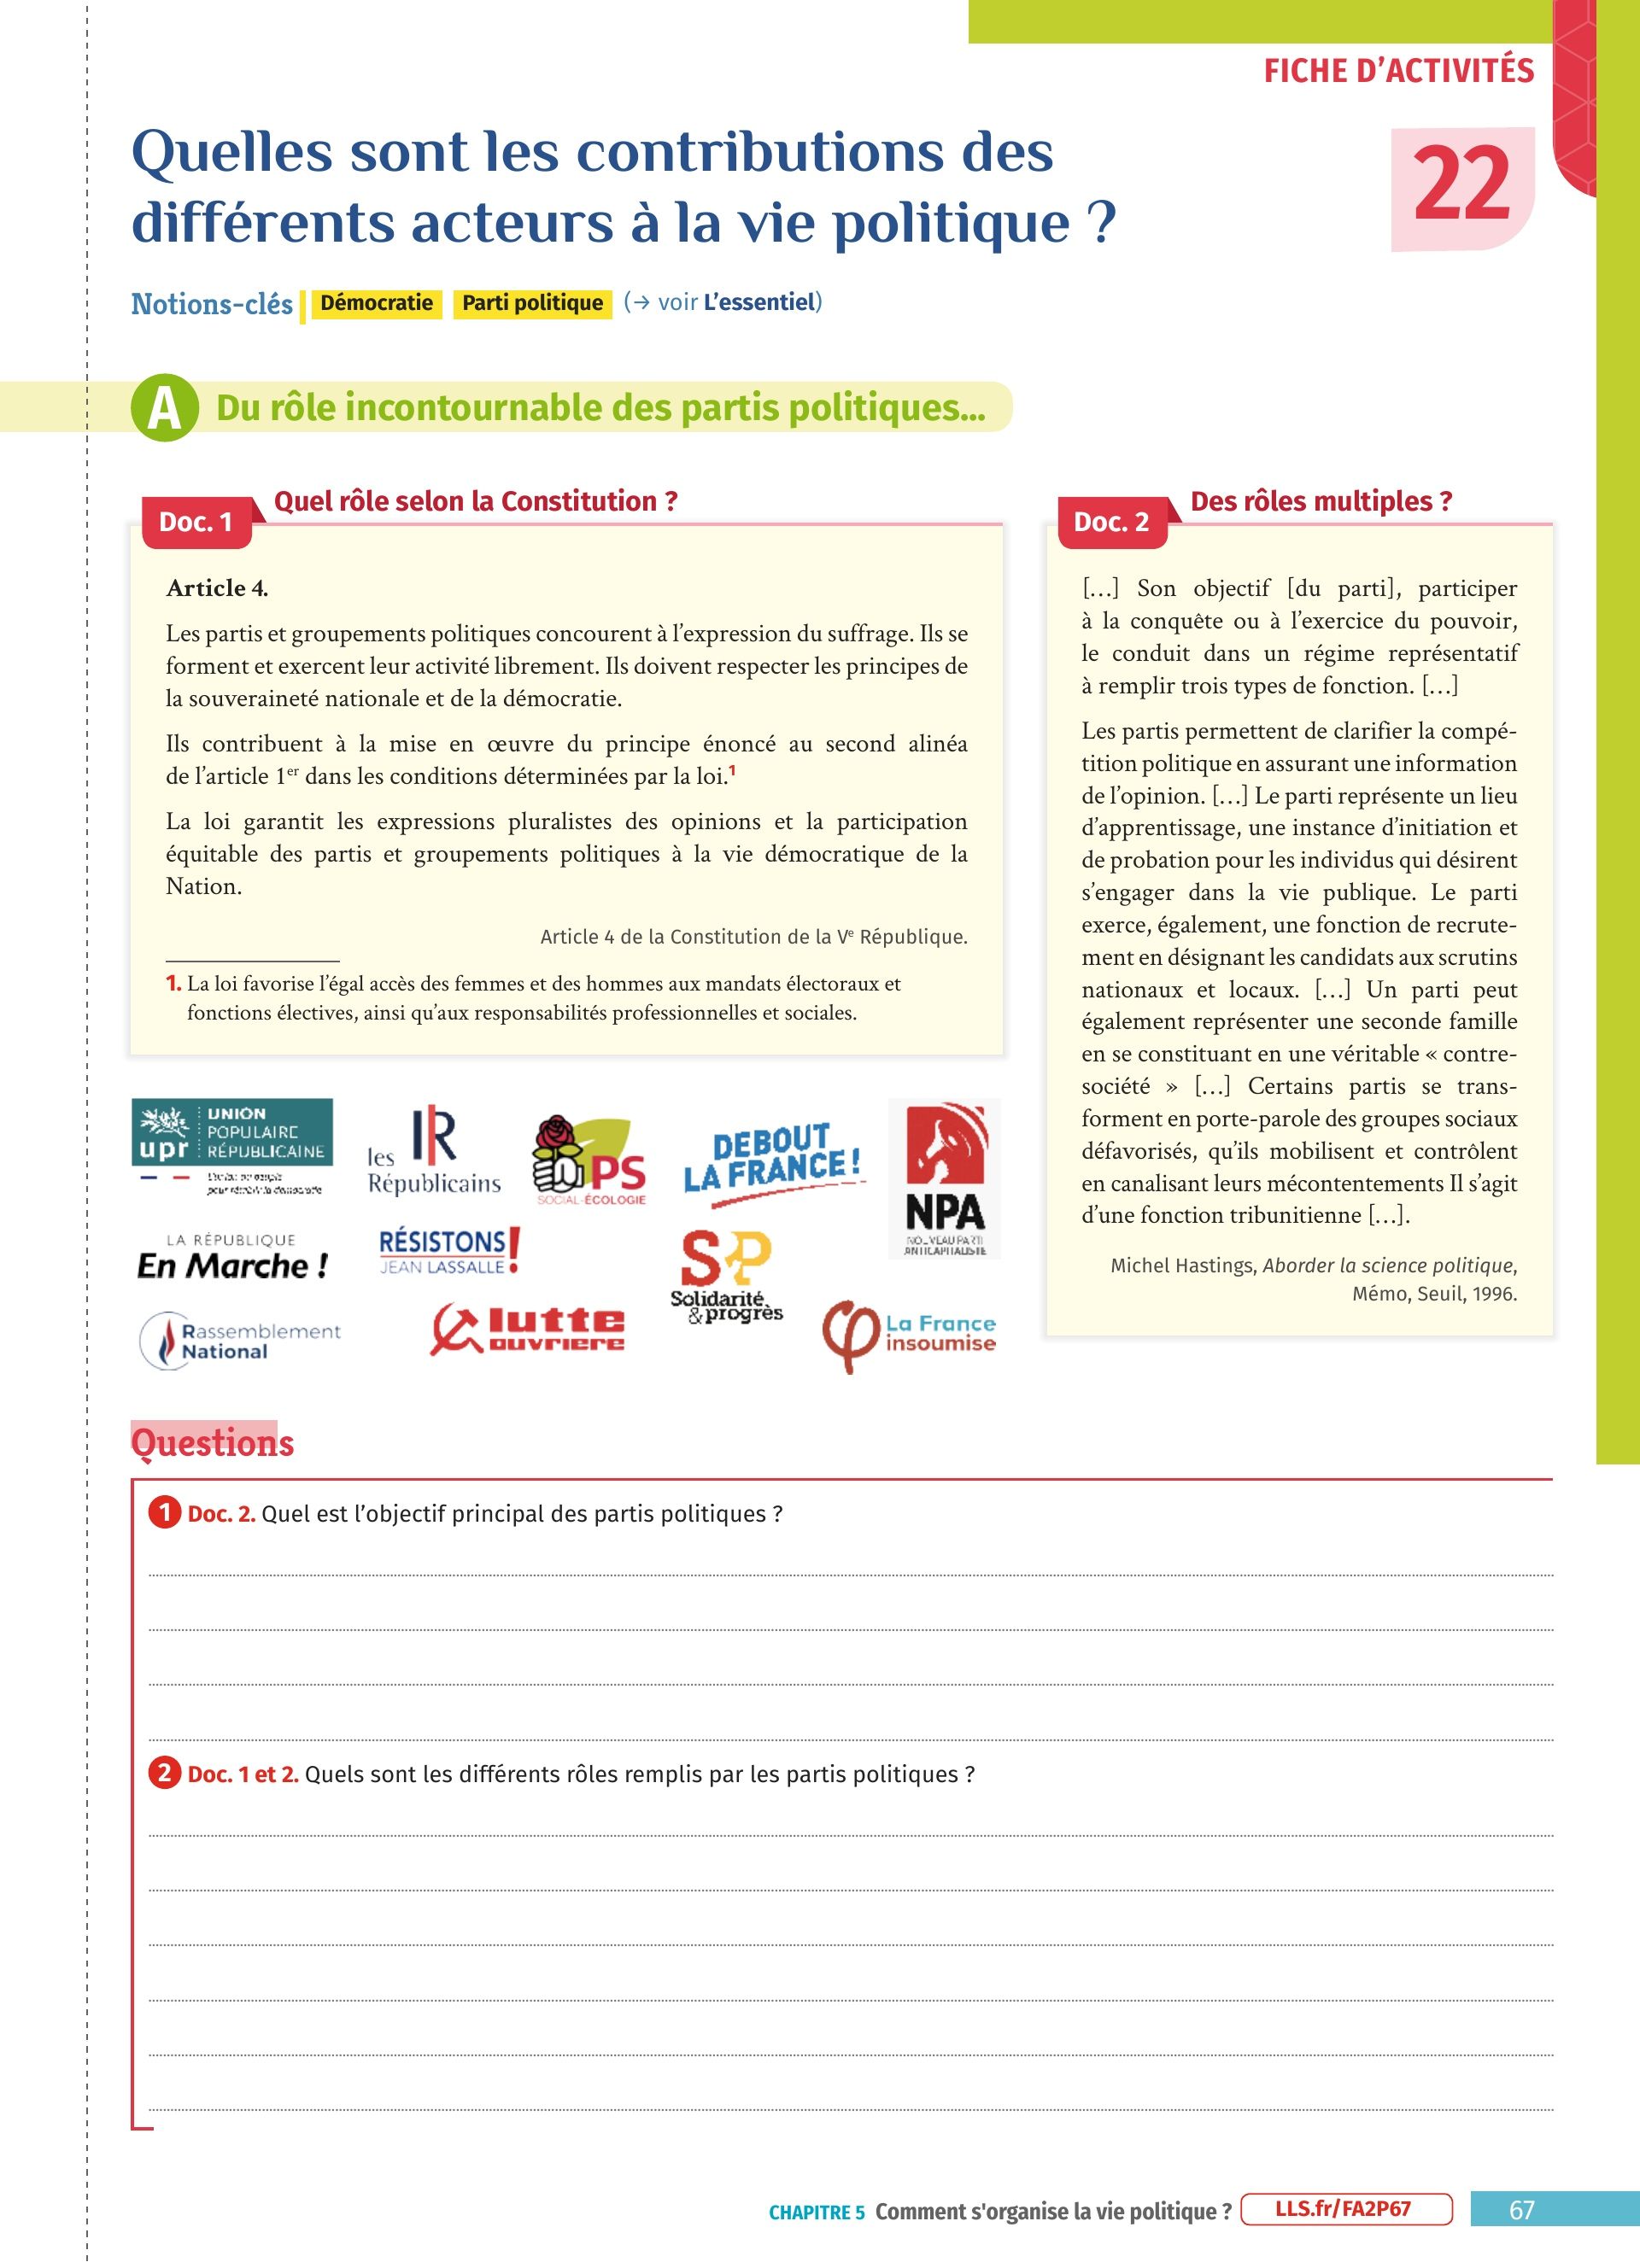 FICHE D'ACTIVITÉS
Quelles sont les contributions des
différents acteurs à la vie politique ?
22
Notions-clés Démocratie Parti politique (→ voir L'essentiel)
A Du rôle incontournable des partis politiques...
Doc. 1 Quel rôle selon la Constitution ?
Article 4.
Les partis et groupements politiques concourent à l'expression du suffrage. Ils se
forment et exercent leur activité librement. Ils doivent respecter les principes de
la souveraineté nationale et de la démocratie.
Ils contribuent à la mise en œuvre du principe énoncé au second alinéa
de l'article 1er dans les conditions déterminées par la loi.1
La loi garantit les expressions pluralistes des opinions et la participation
équitable des partis et groupements politiques à la vie démocratique de la
Nation.
Article 4 de la Constitution de la Ve République.
1. La loi favorise l'égal accès des femmes et des hommes aux mandats électoraux et
fonctions électives, ainsi qu'aux responsabilités professionnelles et sociales.
Doc. 2 Des rôles multiples ?
[…] Son objectif [du parti], participer
à la conquête ou à l'exercice du pouvoir,
le conduit dans un régime représentatif
à remplir trois types de fonction. […]
Les partis permettent de clarifier la compé-
tition politique en assurant une information
de l'opinion. […] Le parti représente un lieu
d'apprentissage, une instance d'initiation et
de probation pour les individus qui désirent
s'engager dans la vie publique. Le parti
exerce, également, une fonction de recrute-
ment en désignant les candidats aux scrutins
nationaux et locaux. […] Un parti peut
également représenter une seconde famille
en se constituant en une véritable « contre-
société » […] Certains partis se trans-
forment en porte-parole des groupes sociaux
défavorisés, qu'ils mobilisent et contrôlent
en canalisant leurs mécontentements Il s'agit
d'une fonction tribunitienne […].
Michel Hastings, Aborder la science politique,
Mémo, Seuil, 1996.
upr
UNION
POPULAIRE
RÉPUBLICAINE
pour rétablir la démocratie
les
Républicains
PS
SOCIAL-ÉCOLOGIE
DEBOUT
LA FRANCE !
NPA
NOUVEAU PARTI
ANTICAPITALISTE
LA RÉPUBLIQUE
En Marche !
RÉSISTONS !
JEAN LASSALLE
SP
Solidarité
& progrès
Rassemblement
National
lutte
ouvriere
La France
insoumise
Questions
1 Doc. 2. Quel est l'objectif principal des partis politiques ?
2 Doc. 1 et 2. Quels sont les différents rôles remplis par les partis politiques ?
CHAPITRE 5 Comment s'organise la vie politique ? LLS.fr/FA2P67 67